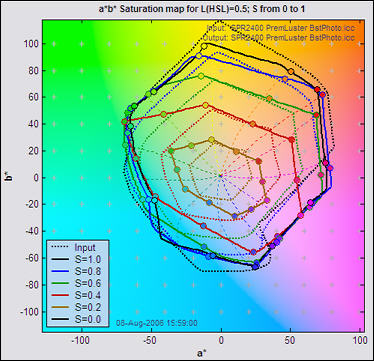 a*b* Saturation map for L(HSL)=0.5; S from 0 to 1
Input: SPR2400 PremLuster BstPhoto.icc
Output: SPR2400 PremLuster BstPhoto.icc
100
80
60
40
20
0
-20
-40
-60
-80
-100
b*
Input
S=1.0
S=0.8
S=0.6
S=0.4
S=0.2
S=0.0
08-Aug-2006 15:59:00
-100
-50
0
50
100
a*